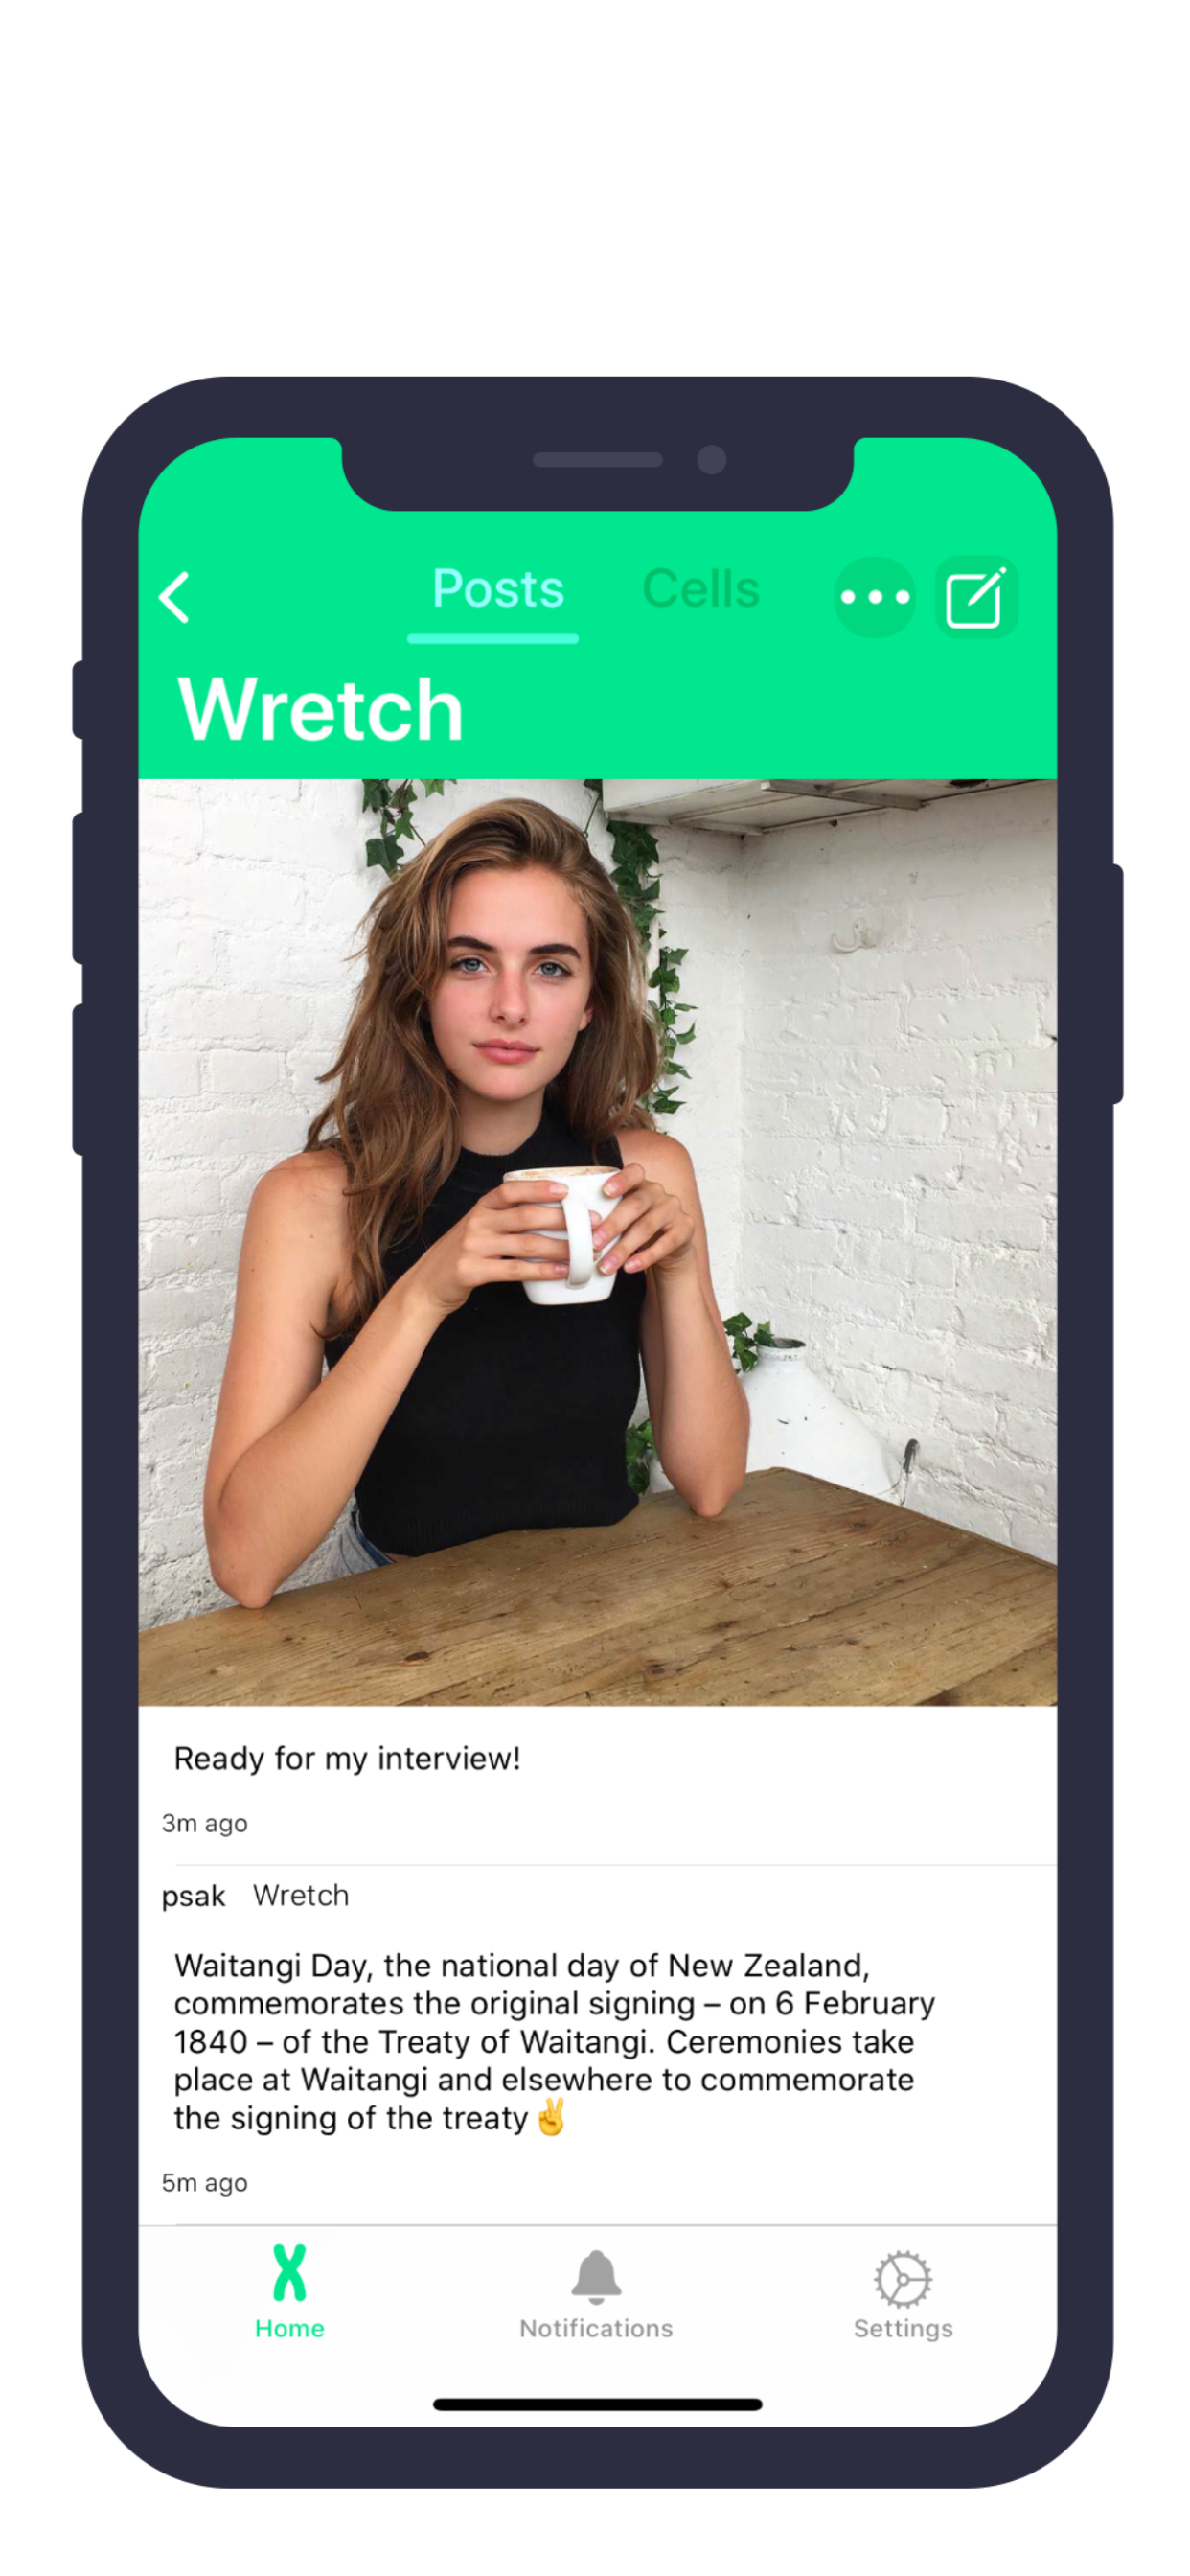 Posts Cells
Wretch
Ready for my interview!
3m ago
psak Wretch
Waitangi Day, the national day of New Zealand,
commemorates the original signing – on 6 February
1840 – of the Treaty of Waitangi. Ceremonies take
place at Waitangi and elsewhere to commemorate
the signing of the treaty✌️
5m ago
Home Notifications Settings